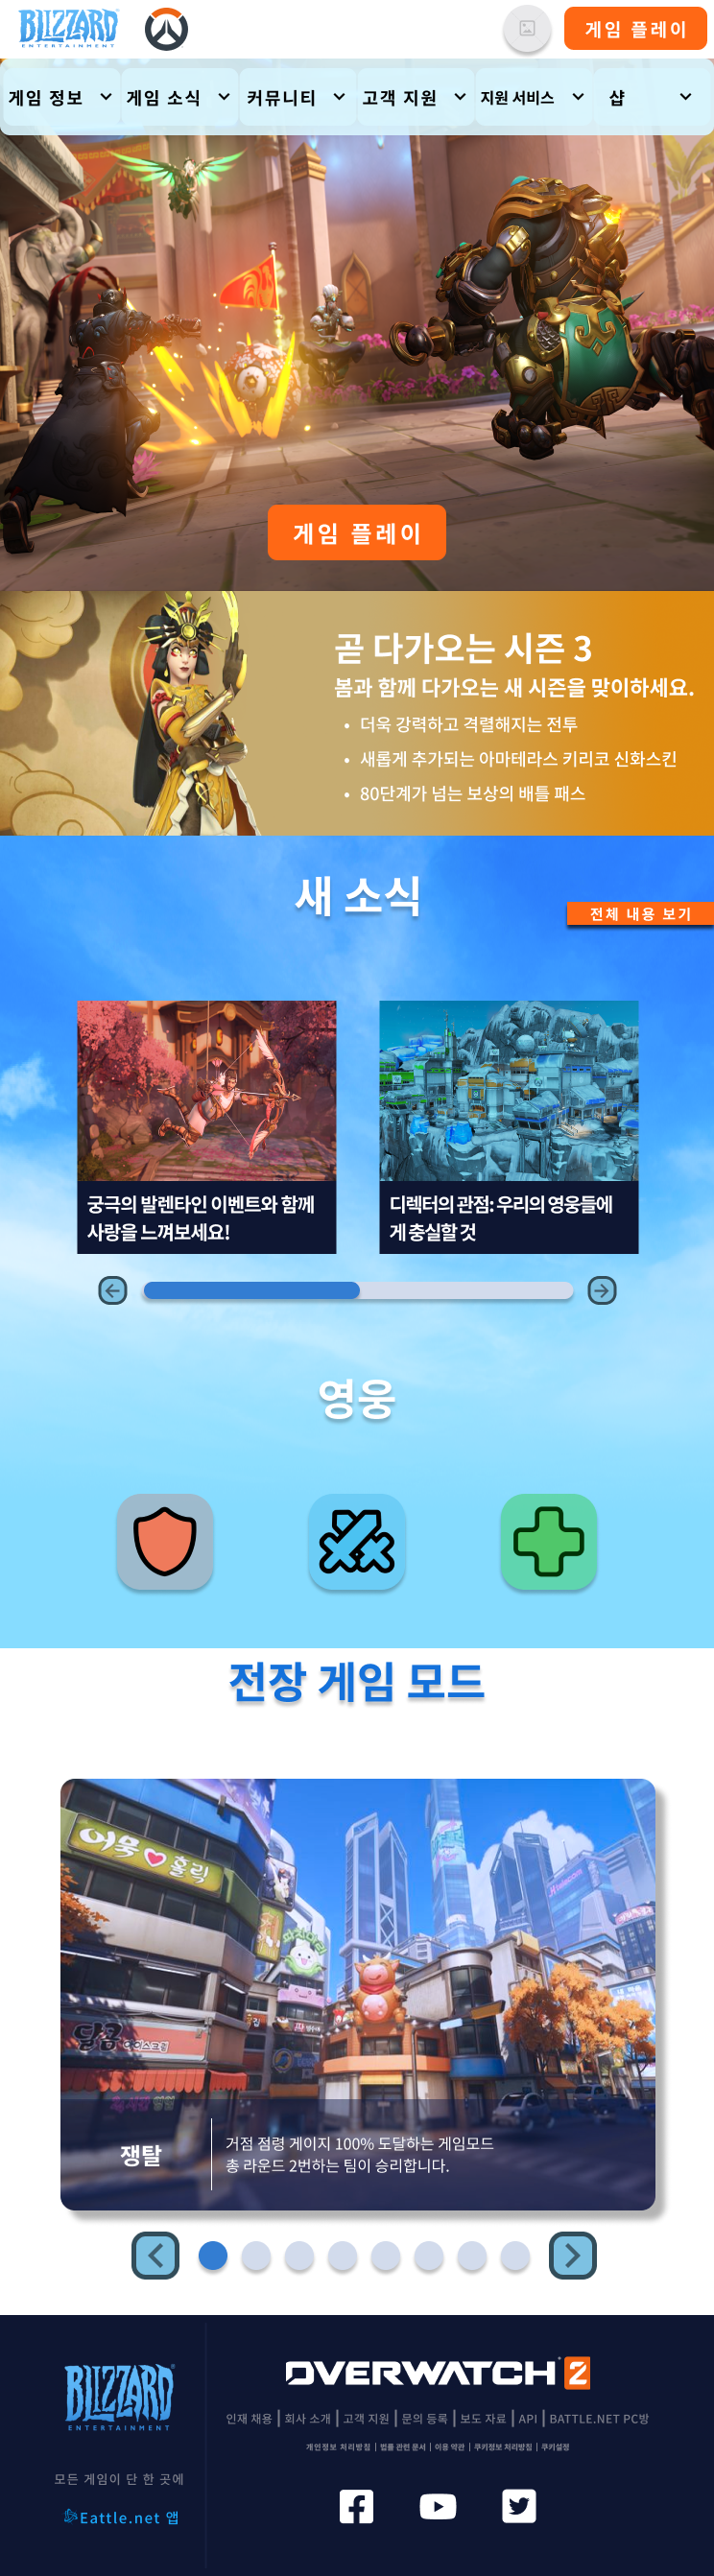 BLIZZARD
ENTERTAINMENT
게임 플레이
게임 정보
게임 소식
커뮤니티
고객 지원
지원 서비스
샵
게임 플레이
곧 다가오는 시즌 3
봄과 함께 다가오는 새 시즌을 맞이하세요.
• 더욱 강력하고 격렬해지는 전투
• 새롭게 추가되는 아마테라스 키리코 신화스킨
• 80단계가 넘는 보상의 배틀 패스
새 소식
전체 내용 보기
궁극의 발렌타인 이벤트와 함께
사랑을 느껴보세요!
디렉터의 관점: 우리의 영웅들에
게 충실할 것
영웅
전장 게임 모드
어묵 홀릭
달콤
쟁탈
거점 점령 게이지 100% 도달하는 게임모드
총 라운드 2번하는 팀이 승리합니다.
BLIZZARD
ENTERTAINMENT
모든 게임이 단 한 곳에
Eattle.net 앱
OVERWATCH 2
인재 채용 | 회사 소개 | 고객 지원 | 문의 등록 | 보도 자료 | API | BATTLE.NET PC방
개인정보 처리방침 | 법률 관련 문서 | 이용 약관 | 쿠키정보 처리방침 | 쿠키설정